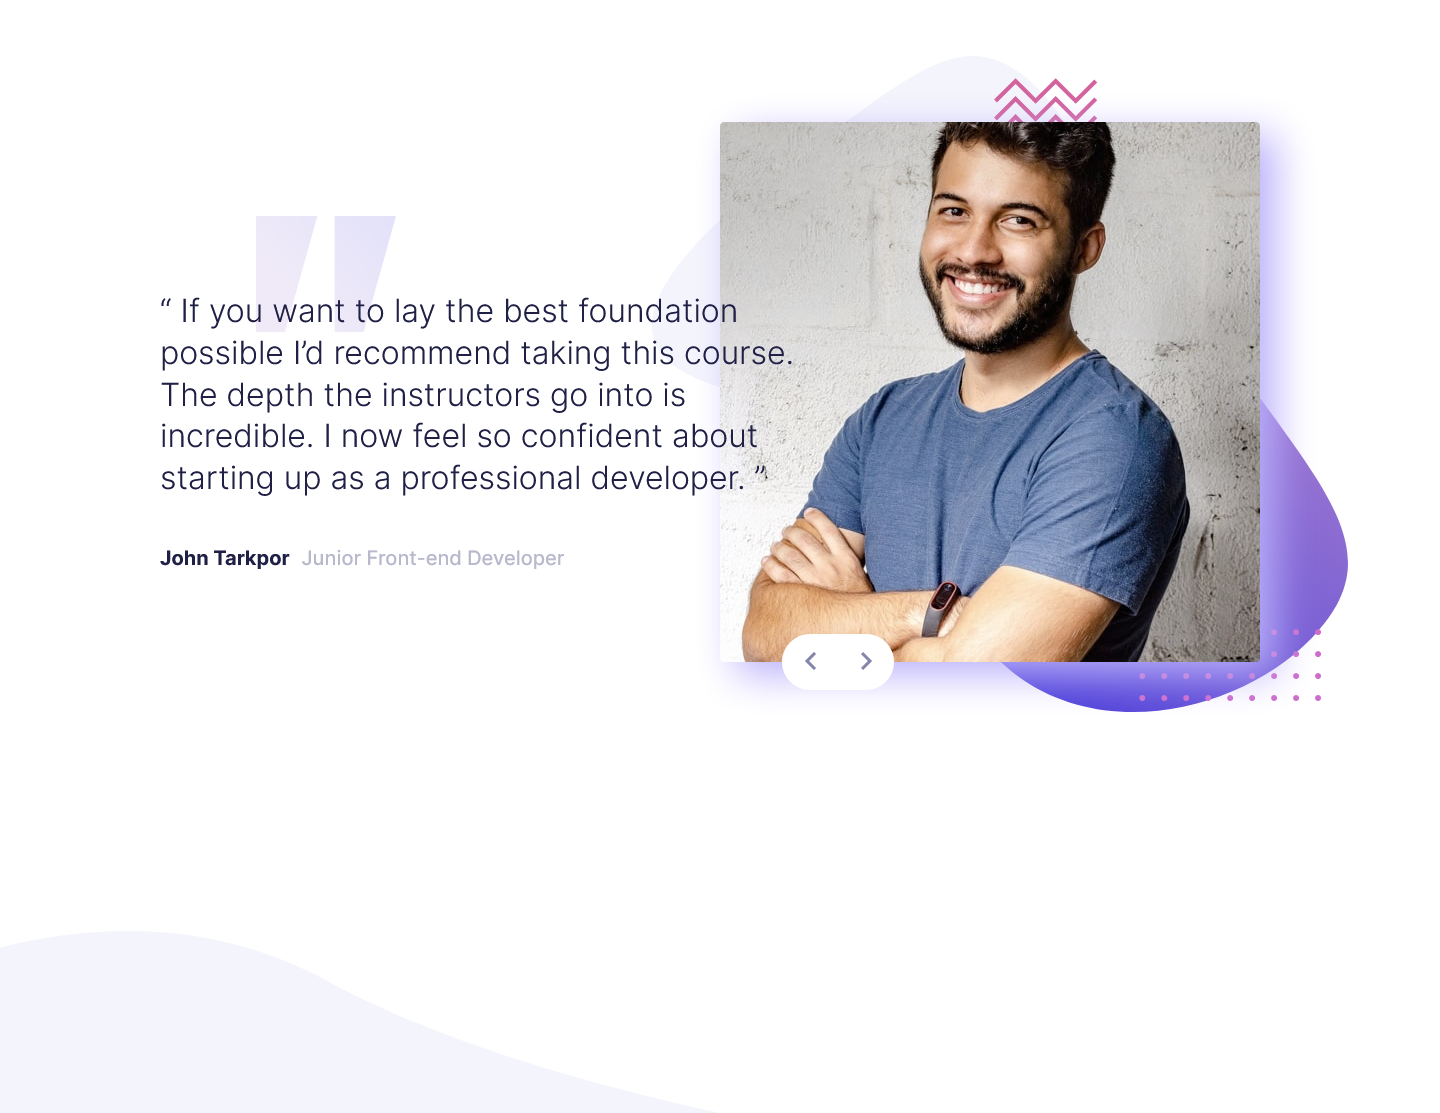 “ If you want to lay the best foundation
possible I’d recommend taking this course.
The depth the instructors go into is
incredible. I now feel so confident about
starting up as a professional developer. ”
John Tarkpor Junior Front-end Developer